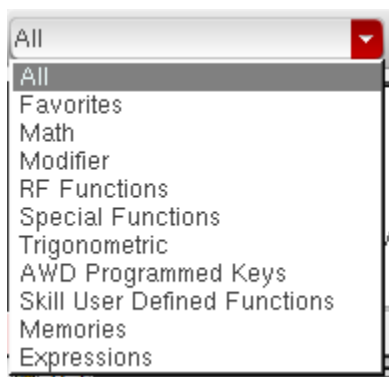 All
All
Favorites
Math
Modifier
RF Functions
Special Functions
Trigonometric
AWD Programmed Keys
Skill User Defined Functions
Memories
Expressions